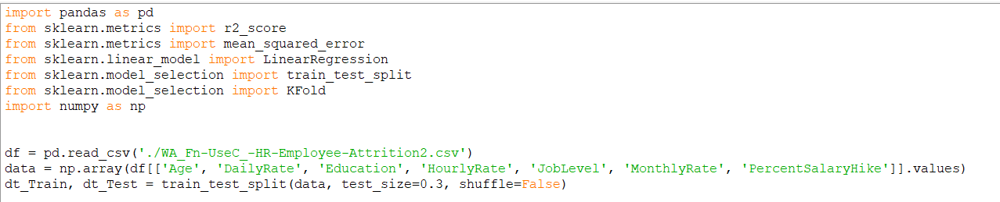 import pandas as pd
from sklearn.metrics import r2_score
from sklearn.metrics import mean_squared_error
from sklearn.linear_model import LinearRegression
from sklearn.model_selection import train_test_split
from sklearn.model_selection import KFold
import numpy as np
df = pd.read_csv('./WA_Fn-UseC_-HR-Employee-Attrition2.csv')
data = np.array(df[['Age', 'DailyRate', 'Education', 'HourlyRate', 'JobLevel', 'MonthlyRate', 'PercentSalaryHike']].values)
dt_Train, dt_Test = train_test_split(data, test_size=0.3, shuffle=False)